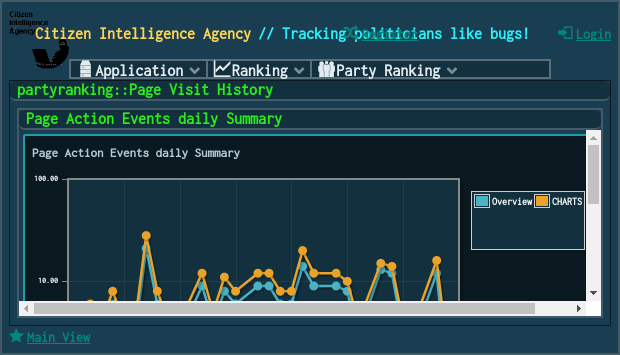 Citizen
Intelligence
Agency
Citizen Intelligence Agency // Tracking politicians like bugs!
Login
Application
Ranking
Party Ranking
partyranking::Page Visit History
Page Action Events daily Summary
Page Action Events daily Summary
100.00
10.00
Overview
CHARTS
Main View